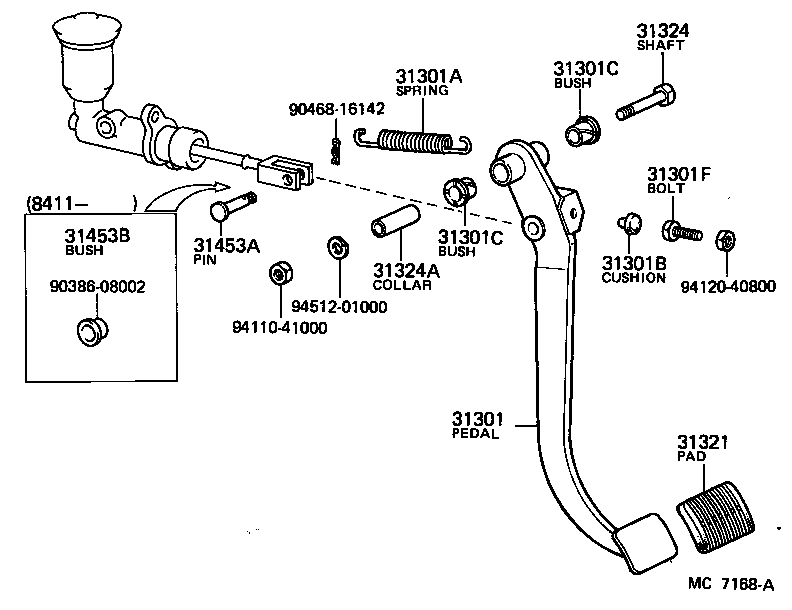 31324
SHAFT
31301C
BUSH
31301A
SPRING
90468-16142
31301F
BOLT
(8411-      )
31453B
BUSH
90386-08002
31453A
PIN
31301C
BUSH
31324A
COLLAR
31301B
CUSHION
94120-40800
94512-01000
94110-41000
31301
PEDAL
31321
PAD
MC 7168-A